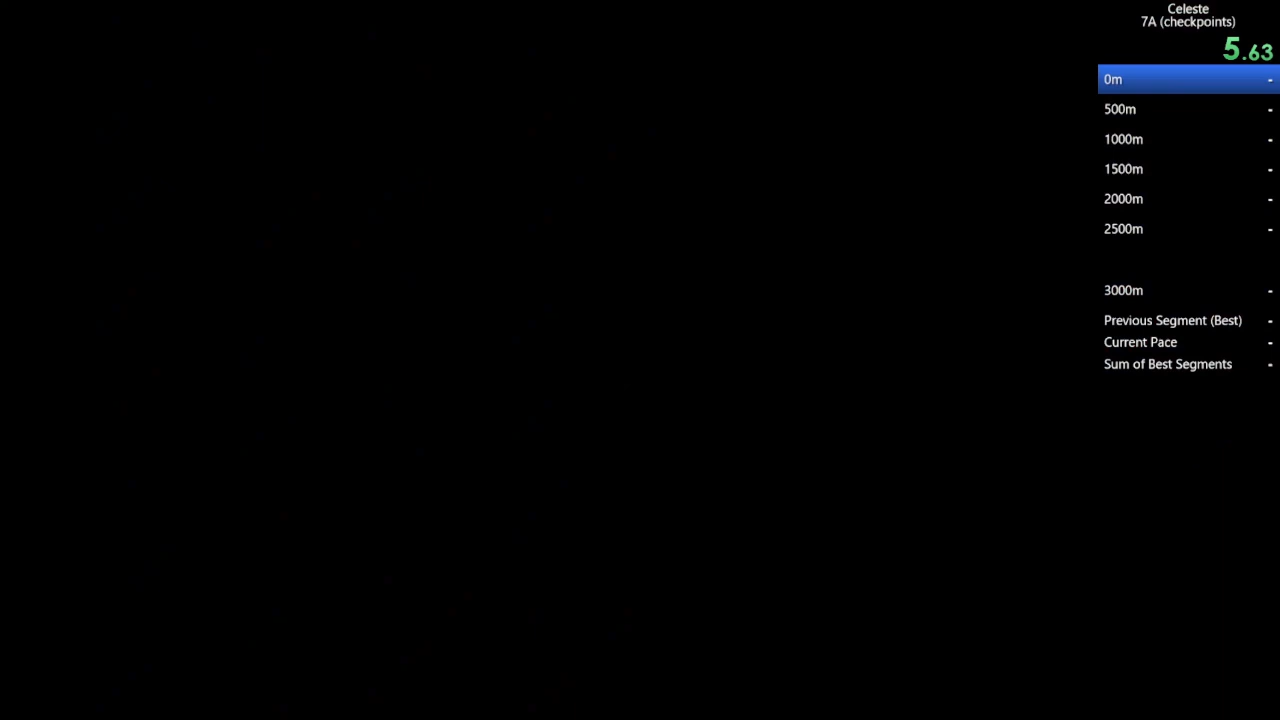 Celeste
7A (checkpoints)
5.63
0m -
500m -
1000m -
1500m -
2000m -
2500m -
3000m -
Previous Segment (Best) -
Current Pace -
Sum of Best Segments -